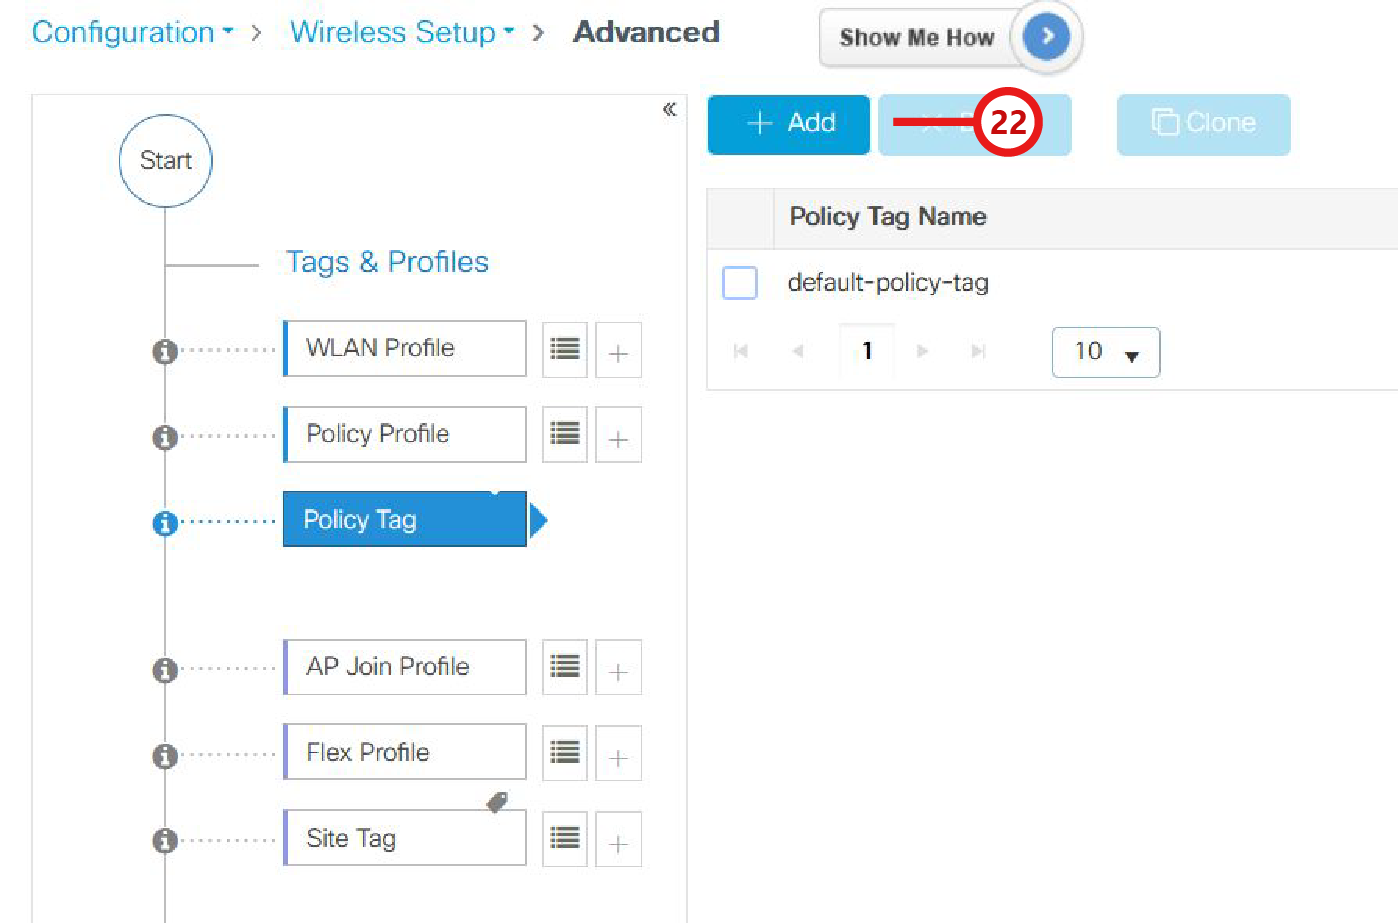 Configuration > Wireless Setup > Advanced
Show Me How
Start
Tags & Profiles
WLAN Profile
Policy Profile
Policy Tag
AP Join Profile
Flex Profile
Site Tag
+ Add
22
Clone
Policy Tag Name
default-policy-tag
1
10